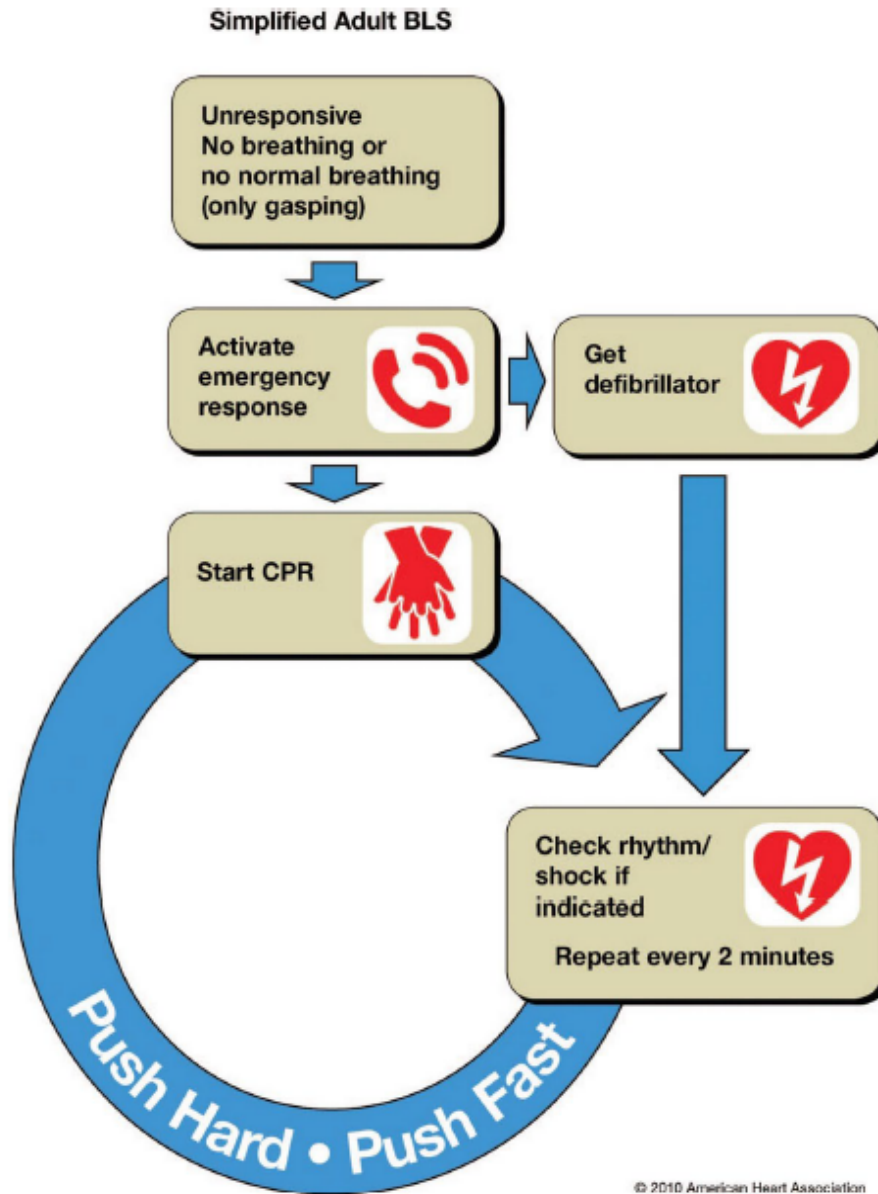 Simplified Adult BLS
Unresponsive
No breathing or
no normal breathing
(only gasping)
Activate
emergency
response
Get
defibrillator
Start CPR
Check rhythm/
shock if
indicated
Repeat every 2 minutes
Push Hard • Push Fast
© 2010 American Heart Association